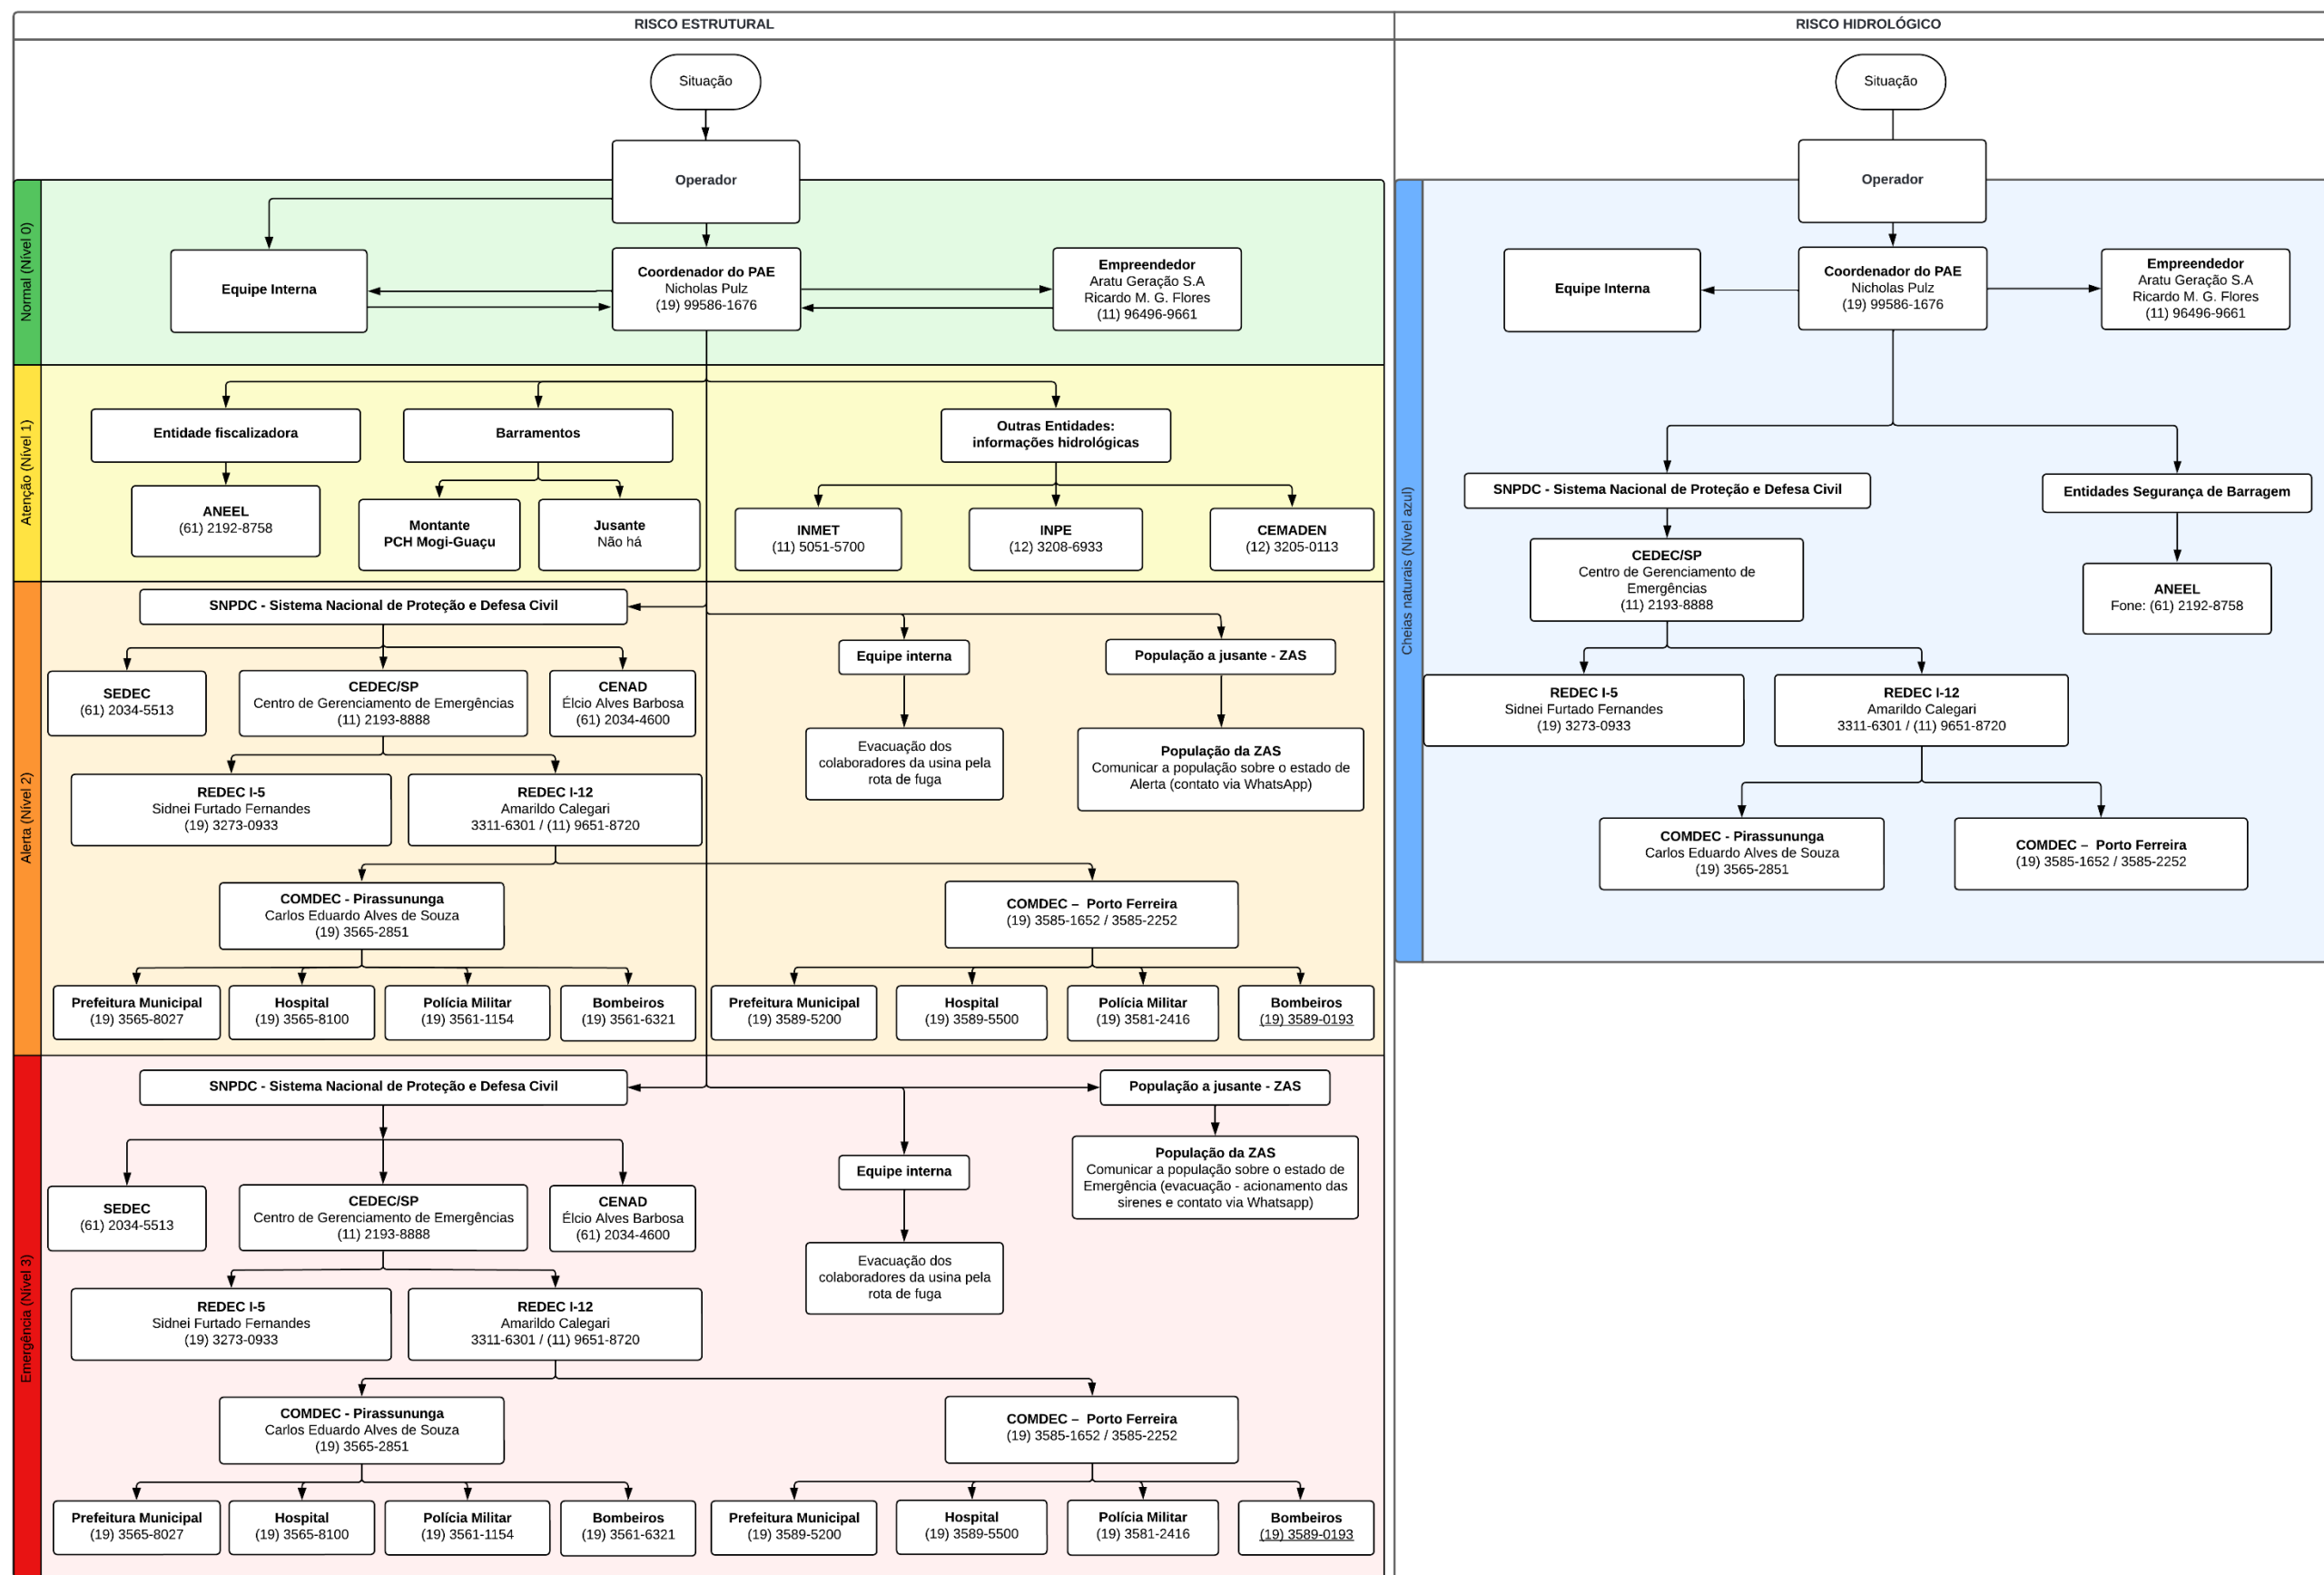 RISCO ESTRUTURAL
Situação
Operador
Normal (Nível 0)
Equipe Interna
Coordenador do PAE
Nicholas Pulz
(19) 99586-1676
Empreendedor
Aratu Geração S.A
Ricardo M. G. Flores
(11) 96496-9661
Atenção (Nível 1)
Entidade fiscalizadora
Barramentos
Outras Entidades:
informações hidrológicas
ANEEL
(61) 2192-8758
Montante
PCH Mogi-Guaçu
Jusante
Não há
INMET
(11) 5051-5700
INPE
(12) 3208-6933
CEMADEN
(12) 3205-0113
Alerta (Nível 2)
SNPDC - Sistema Nacional de Proteção e Defesa Civil
Equipe interna
População a jusante - ZAS
SEDEC
(61) 2034-5513
CEDEC/SP
Centro de Gerenciamento de Emergências
(11) 2193-8888
CENAD
Élcio Alves Barbosa
(61) 2034-4600
Evacuação dos
colaboradores da usina pela
rota de fuga
População da ZAS
Comunicar a população sobre o estado de
Alerta (contato via WhatsApp)
REDEC I-5
Sidnei Furtado Fernandes
(19) 3273-0933
REDEC I-12
Amarildo Calegari
3311-6301 / (11) 9651-8720
COMDEC - Pirassununga
Carlos Eduardo Alves de Souza
(19) 3565-2851
COMDEC –  Porto Ferreira
(19) 3585-1652 / 3585-2252
Prefeitura Municipal
(19) 3565-8027
Hospital
(19) 3565-8100
Polícia Militar
(19) 3561-1154
Bombeiros
(19) 3561-6321
Prefeitura Municipal
(19) 3589-5200
Hospital
(19) 3589-5500
Polícia Militar
(19) 3581-2416
Bombeiros
(19) 3589-0193
Emergência (Nível 3)
SNPDC - Sistema Nacional de Proteção e Defesa Civil
População a jusante - ZAS
Equipe interna
População da ZAS
Comunicar a população sobre o estado de
Emergência (evacuação - acionamento das
sirenes e contato via Whatsapp)
SEDEC
(61) 2034-5513
CEDEC/SP
Centro de Gerenciamento de Emergências
(11) 2193-8888
CENAD
Élcio Alves Barbosa
(61) 2034-4600
Evacuação dos
colaboradores da usina pela
rota de fuga
REDEC I-5
Sidnei Furtado Fernandes
(19) 3273-0933
REDEC I-12
Amarildo Calegari
3311-6301 / (11) 9651-8720
COMDEC - Pirassununga
Carlos Eduardo Alves de Souza
(19) 3565-2851
COMDEC –  Porto Ferreira
(19) 3585-1652 / 3585-2252
Prefeitura Municipal
(19) 3565-8027
Hospital
(19) 3565-8100
Polícia Militar
(19) 3561-1154
Bombeiros
(19) 3561-6321
Prefeitura Municipal
(19) 3589-5200
Hospital
(19) 3589-5500
Polícia Militar
(19) 3581-2416
Bombeiros
(19) 3589-0193
RISCO HIDROLÓGICO
Situação
Operador
Cheias naturais (Nível azul)
Equipe Interna
Coordenador do PAE
Nicholas Pulz
(19) 99586-1676
Empreendedor
Aratu Geração S.A
Ricardo M. G. Flores
(11) 96496-9661
SNPDC - Sistema Nacional de Proteção e Defesa Civil
Entidades Segurança de Barragem
CEDEC/SP
Centro de Gerenciamento de
Emergências
(11) 2193-8888
ANEEL
Fone: (61) 2192-8758
REDEC I-5
Sidnei Furtado Fernandes
(19) 3273-0933
REDEC I-12
Amarildo Calegari
3311-6301 / (11) 9651-8720
COMDEC - Pirassununga
Carlos Eduardo Alves de Souza
(19) 3565-2851
COMDEC –  Porto Ferreira
(19) 3585-1652 / 3585-2252